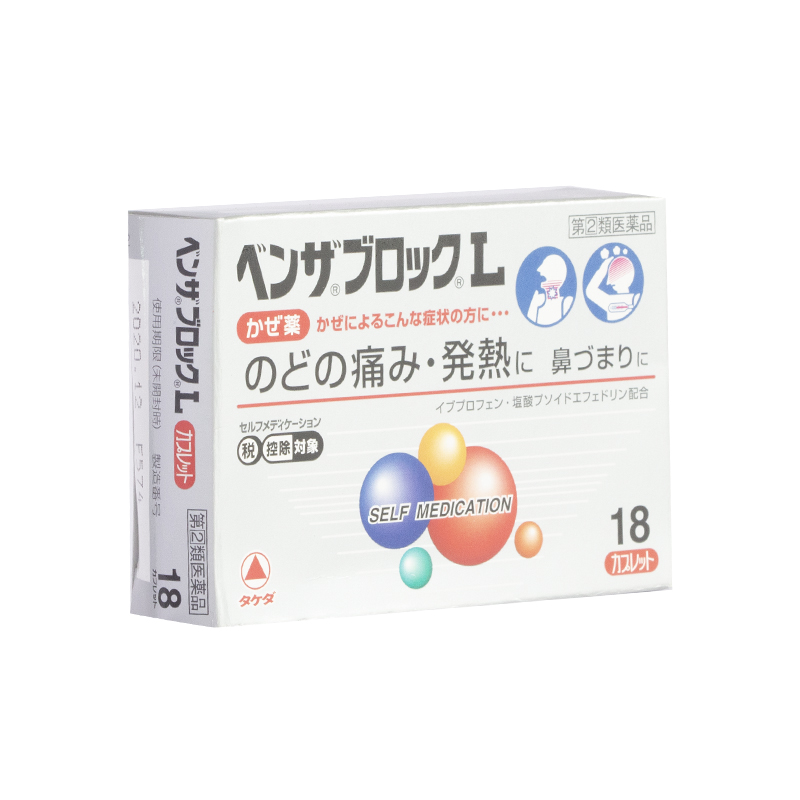 ベンザ®ブロック®L
指②類医薬品
かぜ薬 かぜによるこんな症状の方に・・・
のどの痛み・発熱に 鼻づまりに
イブプロフェン・塩酸プソイドエフェドリン配合
セルフメディケーション
税 控除対象
SELF MEDICATION
18
カプレット
タケダ
ベンザ®ブロック®L カプレット
指②類医薬品
18
カプレット
使用期限(未開封時) 製造番号
2020.12 F574